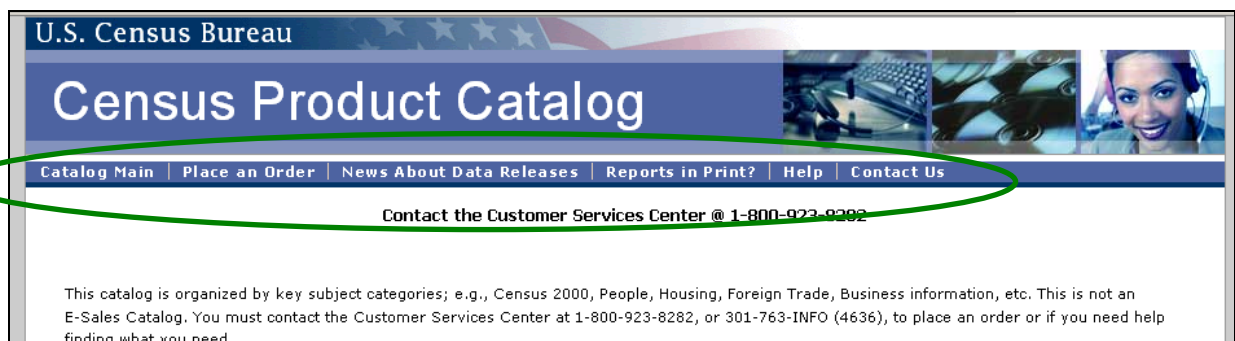 U.S. Census Bureau
Census Product Catalog
Catalog Main | Place an Order | News About Data Releases | Reports in Print? | Help | Contact Us
Contact the Customer Services Center @ 1-800-923-8282
This catalog is organized by key subject categories; e.g., Census 2000, People, Housing, Foreign Trade, Business information, etc. This is not an
E-Sales Catalog. You must contact the Customer Services Center at 1-800-923-8282, or 301-763-INFO (4636), to place an order or if you need help
finding what you need